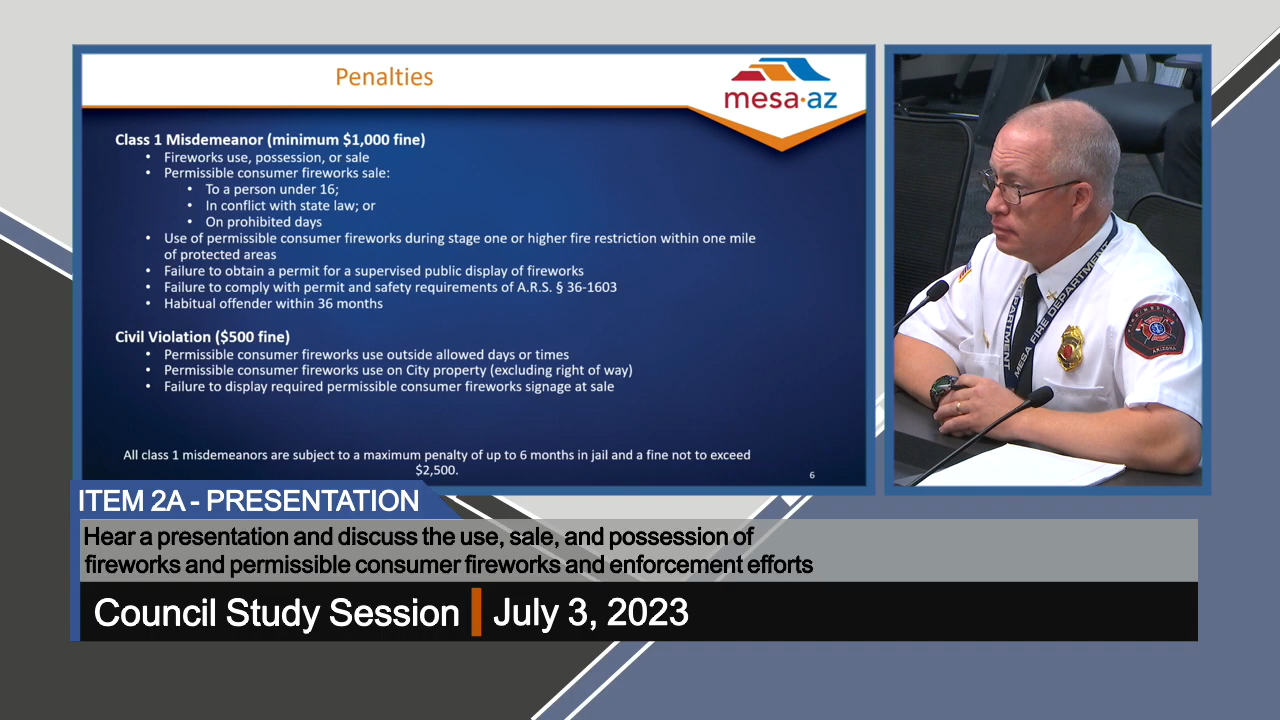 Penalties
mesa·az
Class 1 Misdemeanor (minimum $1,000 fine)
• Fireworks use, possession, or sale
• Permissible consumer fireworks sale:
• To a person under 16;
• In conflict with state law; or
• On prohibited days
• Use of permissible consumer fireworks during stage one or higher fire restriction within one mile
of protected areas
• Failure to obtain a permit for a supervised public display of fireworks
• Failure to comply with permit and safety requirements of A.R.S. § 36-1603
• Habitual offender within 36 months
Civil Violation ($500 fine)
• Permissible consumer fireworks use outside allowed days or times
• Permissible consumer fireworks use on City property (excluding right of way)
• Failure to display required permissible consumer fireworks signage at sale
All class 1 misdemeanors are subject to a maximum penalty of up to 6 months in jail and a fine not to exceed
$2,500.
6
MESA FIRE DEPARTMENT
PARTMENT
ARIZONA
ITEM 2A - PRESENTATION
Hear a presentation and discuss the use, sale, and possession of
fireworks and permissible consumer fireworks and enforcement efforts
Council Study Session
July 3, 2023